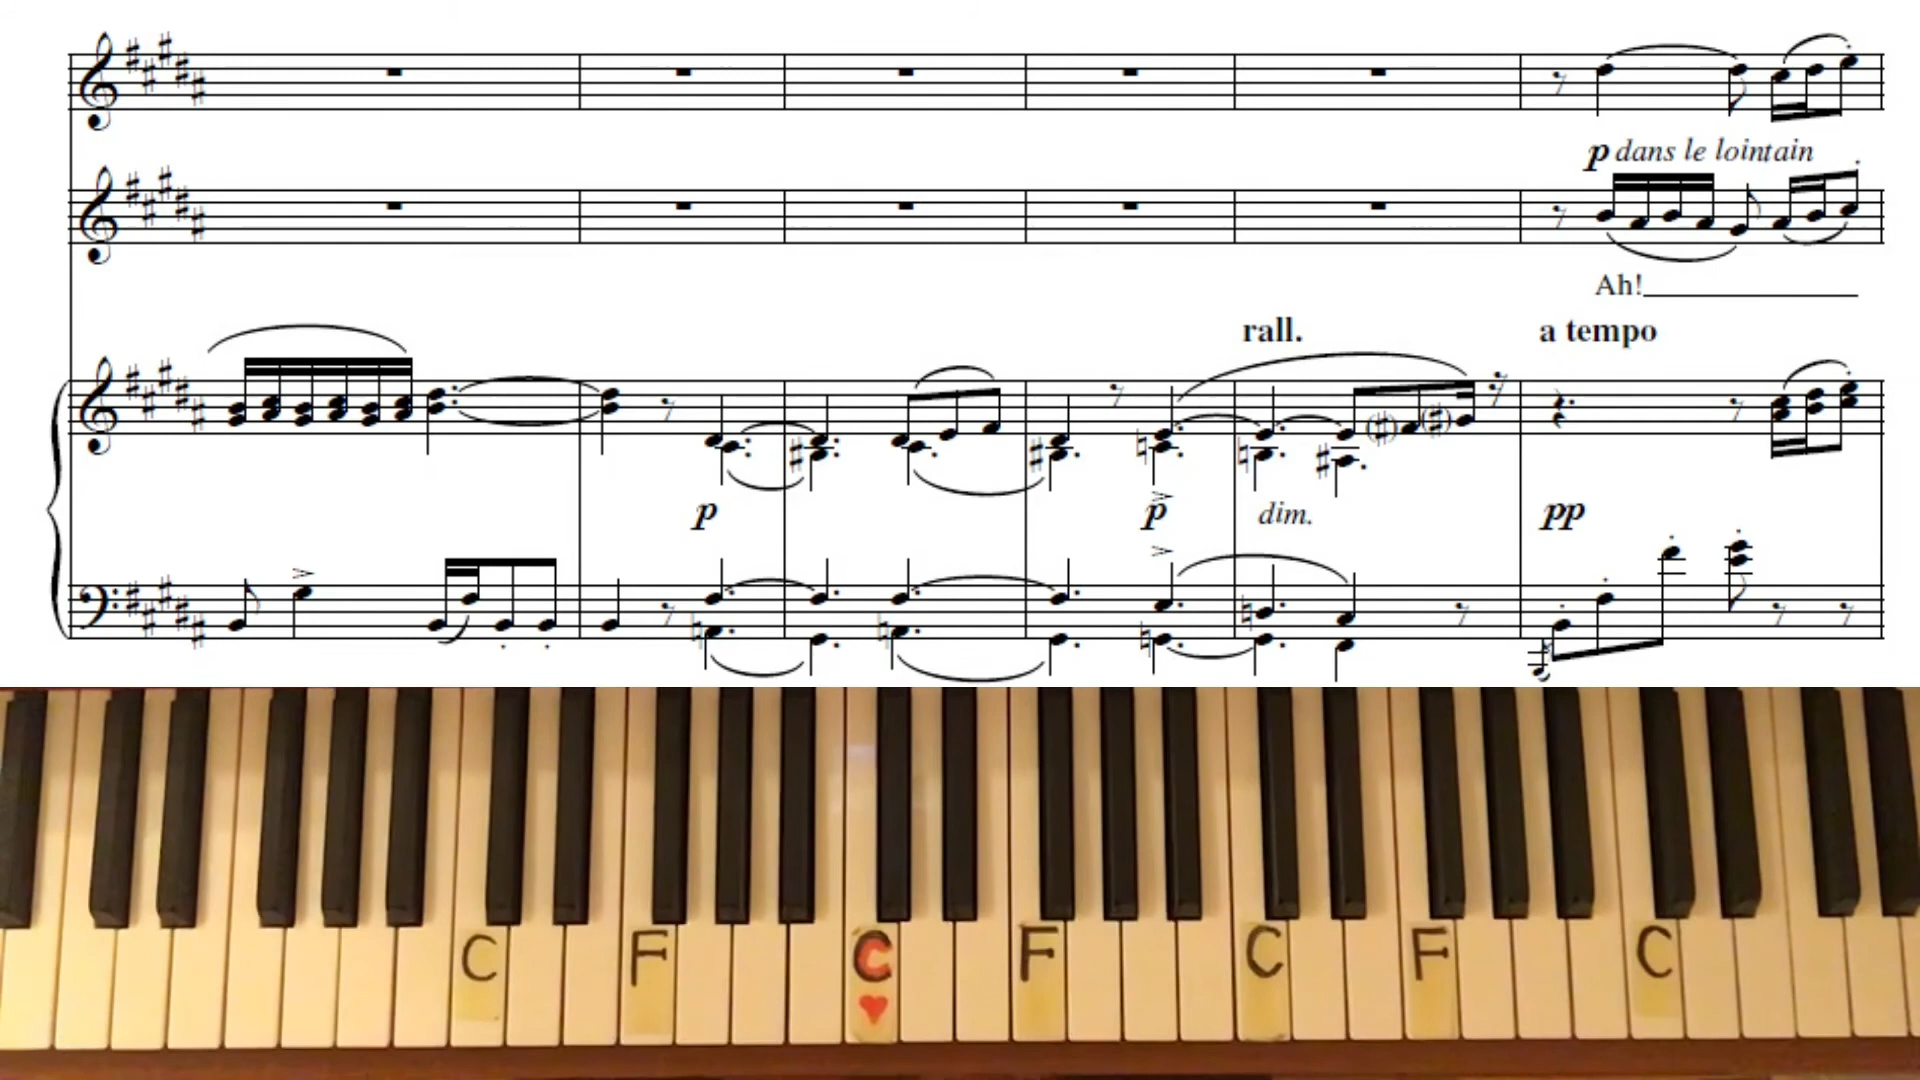 p dans le lointain
Ah!
rall.
a tempo
p
p
dim.
pp
C F C F C F C